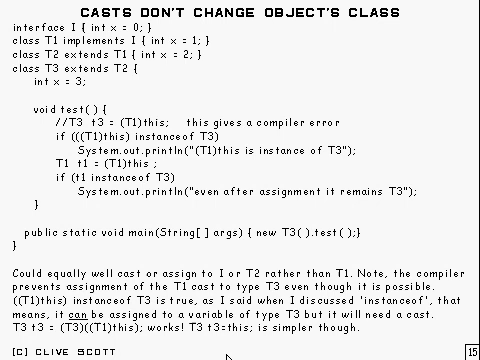 CASTS DON'T CHANGE OBJECT'S CLASS
interface I { int x = 0; }
class T1 implements I { int x = 1; }
class T2 extends T1 { int x = 2; }
class T3 extends T2 {
int x = 3;
void test( ) {
//T3 t3 = (T1)this; this gives a compiler error
if (((T1)this) instanceof T3)
System.out.println("(T1)this is instance of T3");
T1 t1 = (T1)this ;
if (t1 instanceof T3)
System.out.println("even after assignment it remains T3");
}
public static void main(String[ ] args) { new T3( ).test( );}
}
Could equally well cast or assign to I or T2 rather than T1. Note, the compiler
prevents assignment of the T1 cast to type T3 even though it is possible.
((T1)this) instanceof T3 is true, as I said when I discussed 'instanceof', that
means, it can be assigned to a variable of type T3 but it will need a cast.
T3 t3 = (T3)((T1)this); works! T3 t3=this; is simpler though.
(C) CLIVE SCOTT
15